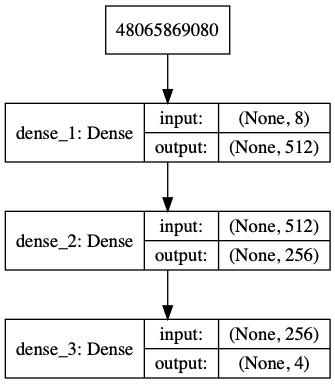 48065869080
dense_1: Dense
input:
(None, 8)
output:
(None, 512)
dense_2: Dense
input:
(None, 512)
output:
(None, 256)
dense_3: Dense
input:
(None, 256)
output:
(None, 4)